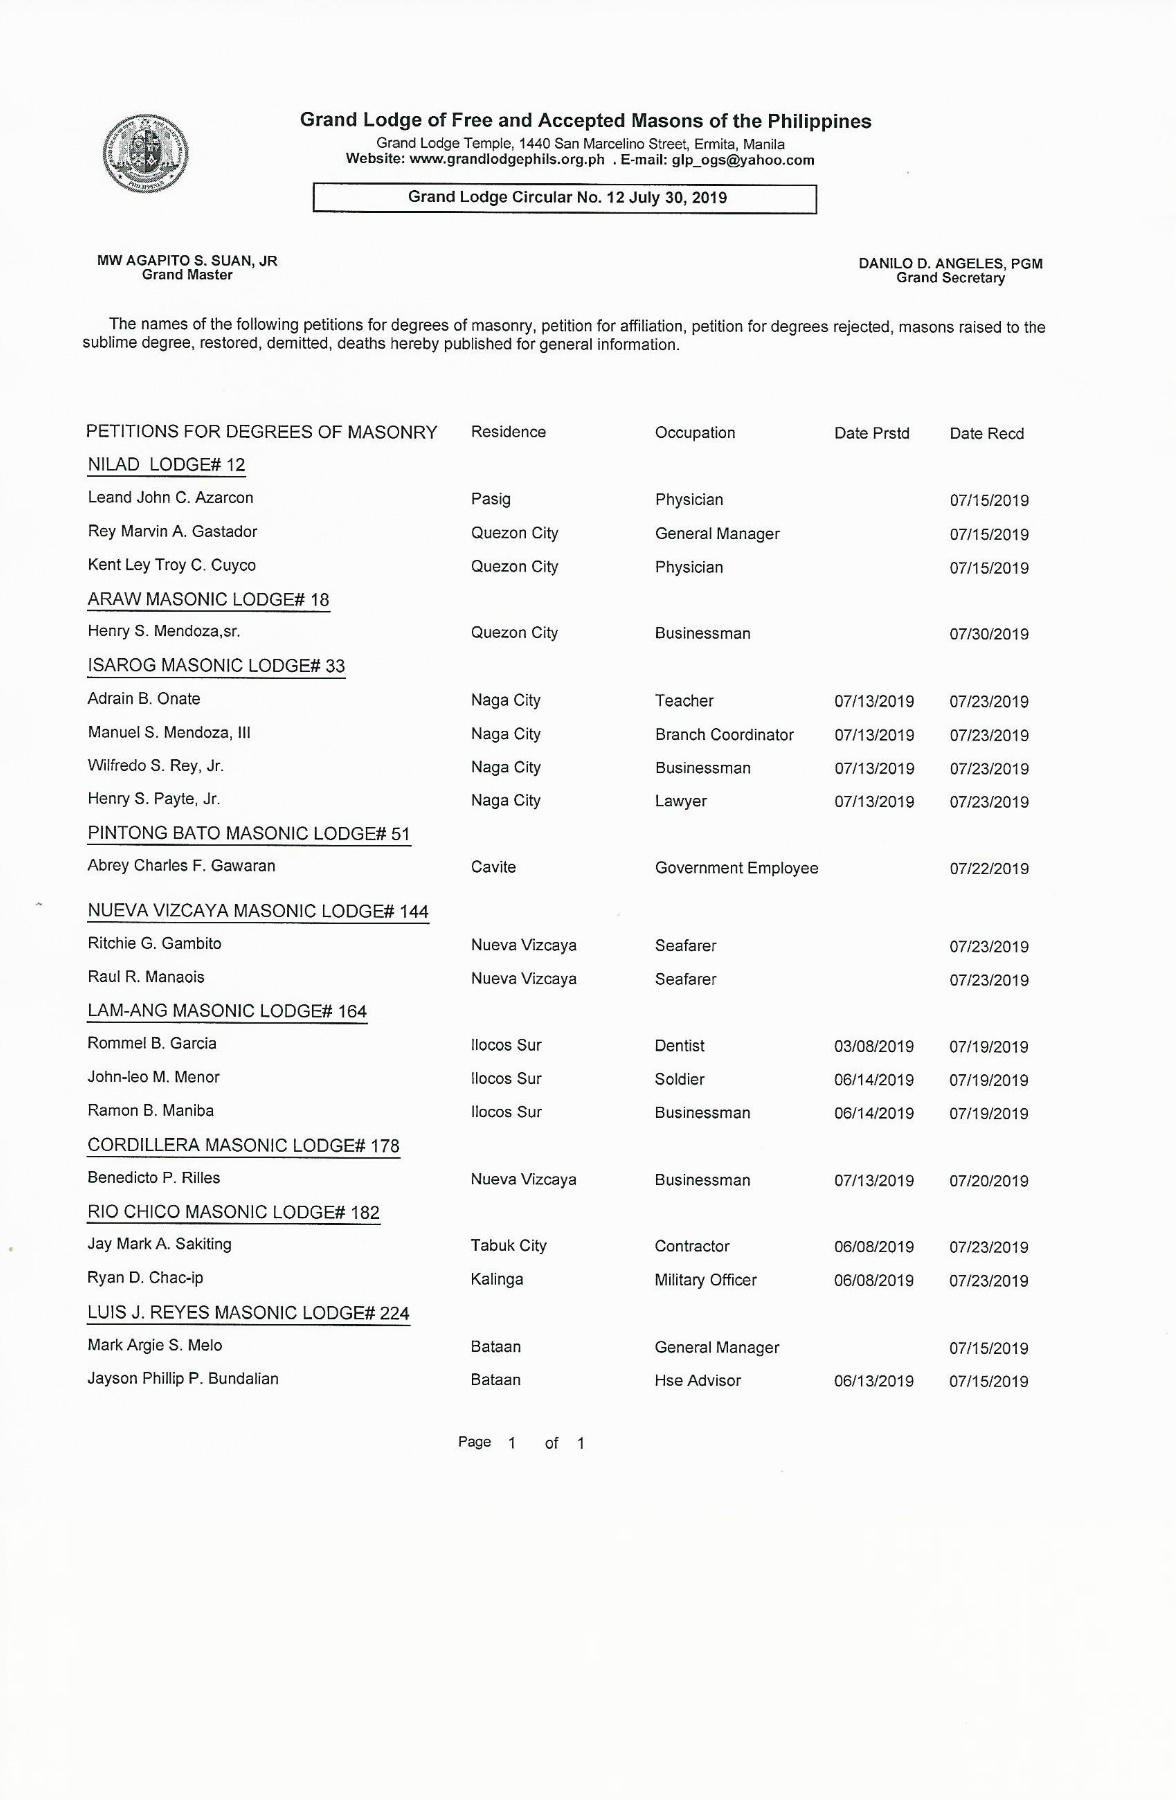 Grand Lodge of Free and Accepted Masons of the Philippines
Grand Lodge Temple, 1440 San Marcelino Street, Ermita, Manila
Website: www.grandlodgephils.org.ph . E-mail: glp_ogs@yahoo.com
Grand Lodge Circular No. 12 July 30, 2019
MW AGAPITO S. SUAN, JR
Grand Master
DANILO D. ANGELES, PGM
Grand Secretary
The names of the following petitions for degrees of masonry, petition for affiliation, petition for degrees rejected, masons raised to the
sublime degree, restored, demitted, deaths hereby published for general information.
PETITIONS FOR DEGREES OF MASONRY Residence Occupation Date Prstd Date Recd
NILAD LODGE# 12
Leand John C. Azarcon Pasig Physician 07/15/2019
Rey Marvin A. Gastador Quezon City General Manager 07/15/2019
Kent Ley Troy C. Cuyco Quezon City Physician 07/15/2019
ARAW MASONIC LODGE# 18
Henry S. Mendoza,sr. Quezon City Businessman 07/30/2019
ISAROG MASONIC LODGE# 33
Adrain B. Onate Naga City Teacher 07/13/2019 07/23/2019
Manuel S. Mendoza, III Naga City Branch Coordinator 07/13/2019 07/23/2019
Wilfredo S. Rey, Jr. Naga City Businessman 07/13/2019 07/23/2019
Henry S. Payte, Jr. Naga City Lawyer 07/13/2019 07/23/2019
PINTONG BATO MASONIC LODGE# 51
Abrey Charles F. Gawaran Cavite Government Employee 07/22/2019
NUEVA VIZCAYA MASONIC LODGE# 144
Ritchie G. Gambito Nueva Vizcaya Seafarer 07/23/2019
Raul R. Manaois Nueva Vizcaya Seafarer 07/23/2019
LAM-ANG MASONIC LODGE# 164
Rommel B. Garcia Ilocos Sur Dentist 03/08/2019 07/19/2019
John-leo M. Menor Ilocos Sur Soldier 06/14/2019 07/19/2019
Ramon B. Maniba Ilocos Sur Businessman 06/14/2019 07/19/2019
CORDILLERA MASONIC LODGE# 178
Benedicto P. Rilles Nueva Vizcaya Businessman 07/13/2019 07/20/2019
RIO CHICO MASONIC LODGE# 182
Jay Mark A. Sakiting Tabuk City Contractor 06/08/2019 07/23/2019
Ryan D. Chac-ip Kalinga Military Officer 06/08/2019 07/23/2019
LUIS J. REYES MASONIC LODGE# 224
Mark Argie S. Melo Bataan General Manager 07/15/2019
Jayson Phillip P. Bundalian Bataan Hse Advisor 06/13/2019 07/15/2019
Page 1 of 1